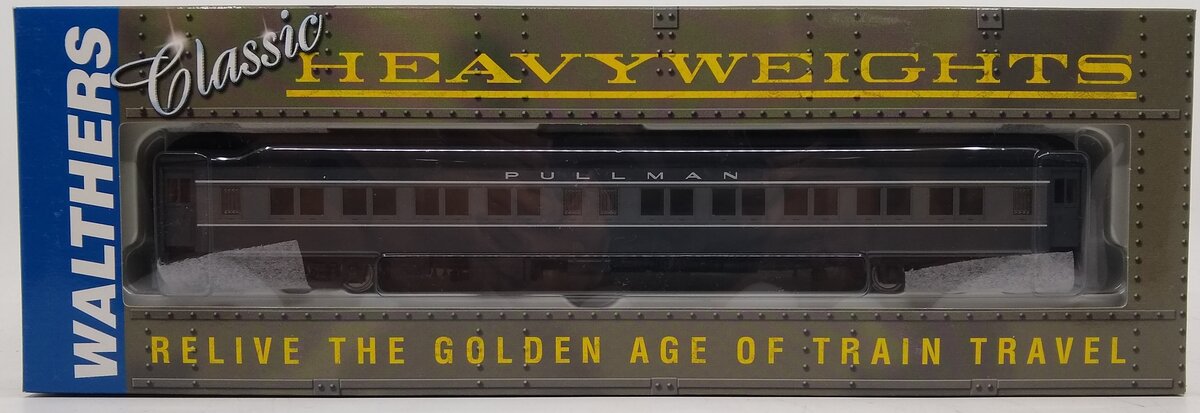 WALTHERS
Classic
HEAVYWEIGHTS
PULLMAN
RELIVE THE GOLDEN AGE OF TRAIN TRAVEL